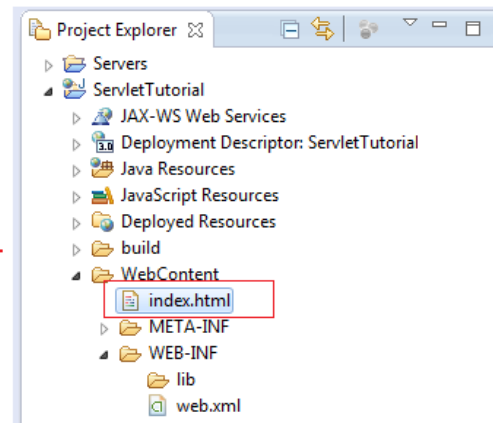 Project Explorer
Servers
ServletTutorial
JAX-WS Web Services
Deployment Descriptor: ServletTutorial
Java Resources
JavaScript Resources
Deployed Resources
build
WebContent
index.html
META-INF
WEB-INF
lib
web.xml